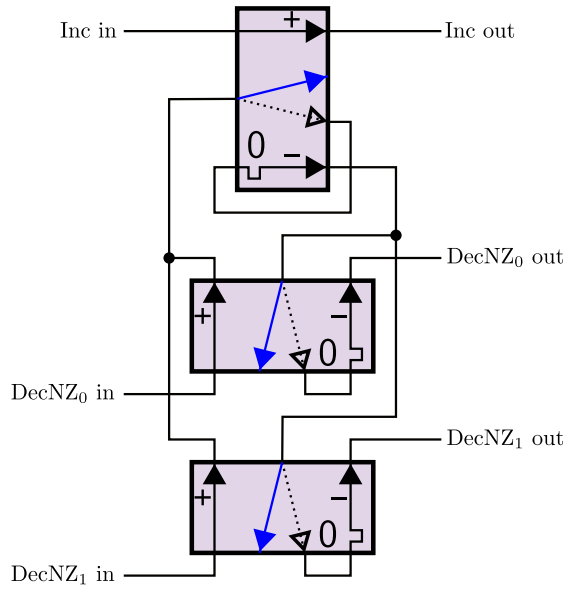 Inc in + Inc out
0 −
DecNZ₀ out
+ −
0
DecNZ₀ in
DecNZ₁ out
+ −
0
DecNZ₁ in